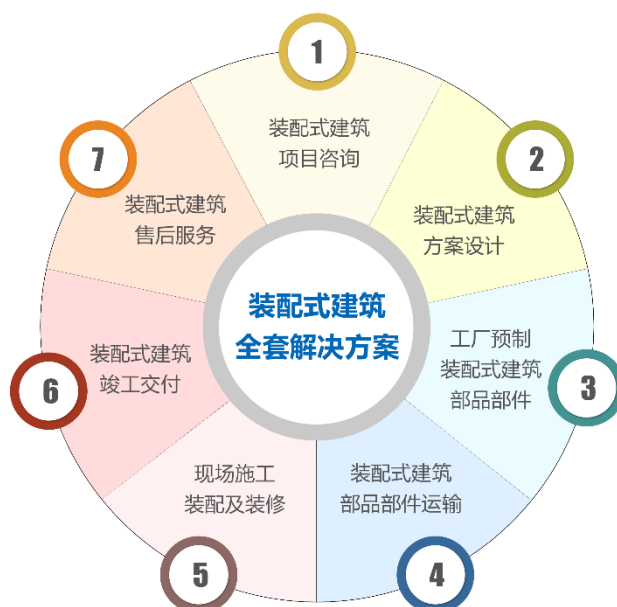 装配式建筑
全套解决方案
1
装配式建筑
项目咨询
2
装配式建筑
方案设计
3
工厂预制
装配式建筑
部品部件
4
装配式建筑
部品部件运输
5
现场施工
装配及装修
6
装配式建筑
竣工交付
7
装配式建筑
售后服务